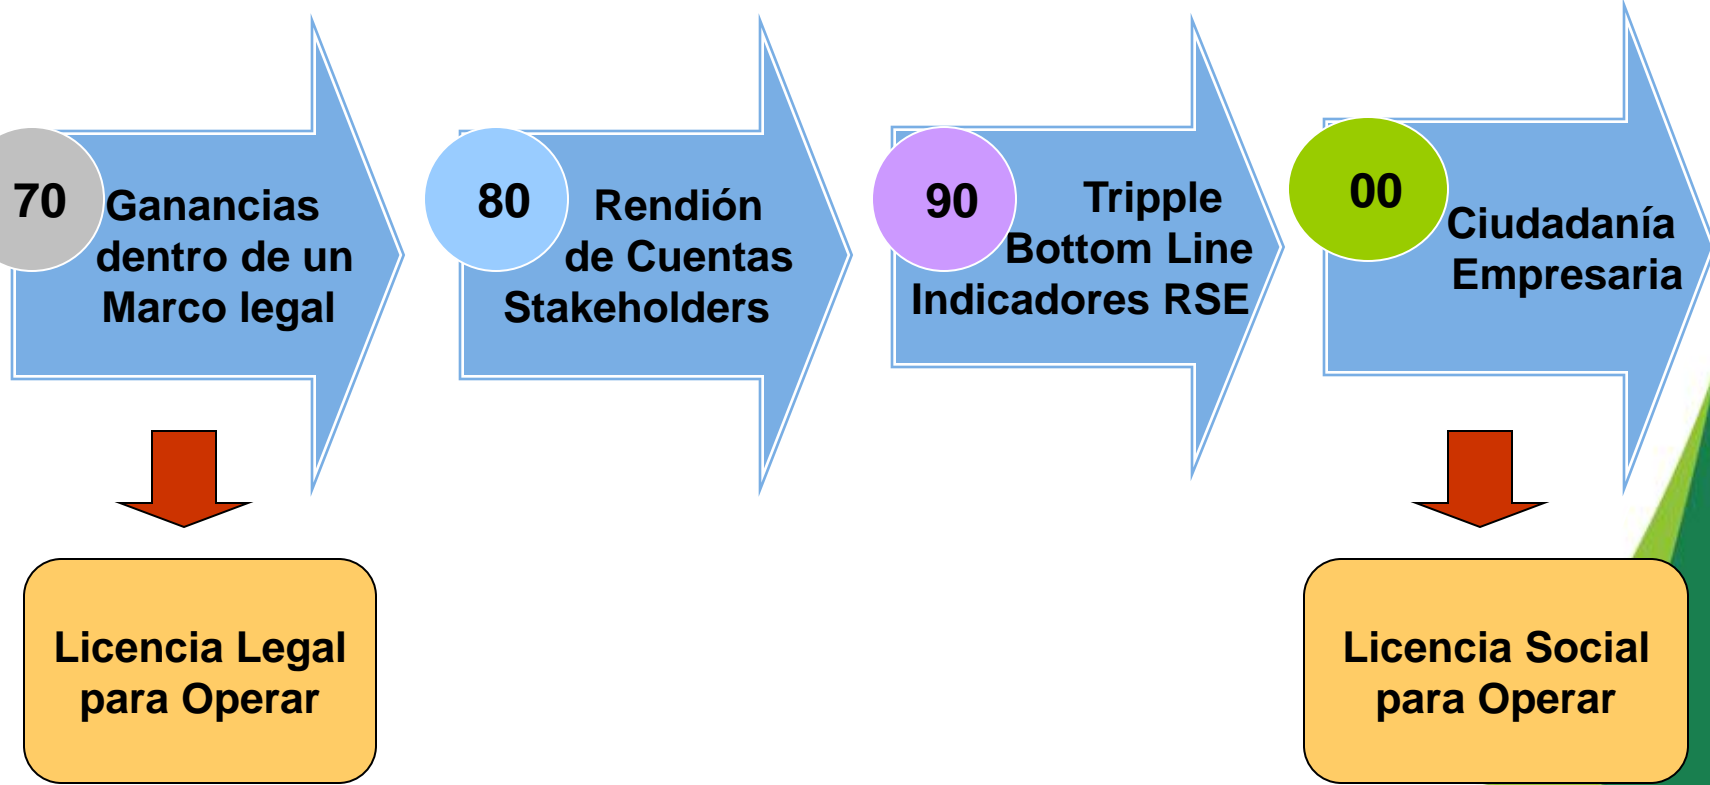 70
Ganancias
dentro de un
Marco legal
80
Rendión
de Cuentas
Stakeholders
90
Tripple
Bottom Line
Indicadores RSE
00
Ciudadanía
Empresaria
Licencia Legal
para Operar
Licencia Social
para Operar